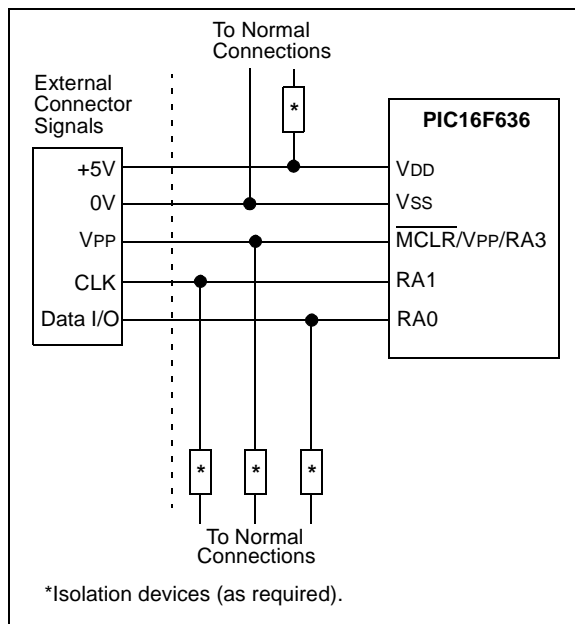 To Normal
Connections
External
Connector
Signals
*
PIC16F636
+5V
VDD
0V
VSS
VPP
MCLR/VPP/RA3
CLK
RA1
Data I/O
RA0
* * *
To Normal
Connections
*Isolation devices (as required).